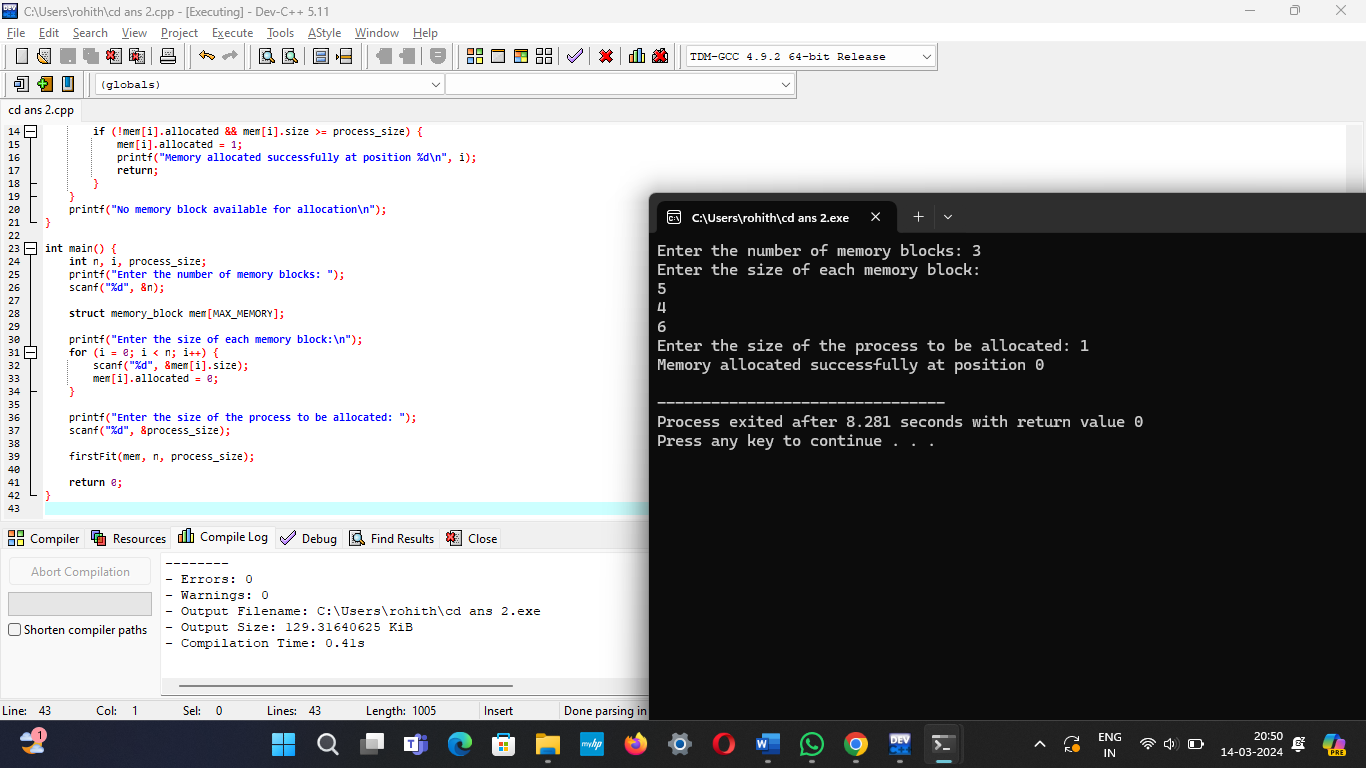 C:\Users\rohith\cd ans 2.cpp - [Executing] - Dev-C++ 5.11
File Edit Search View Project Execute Tools AStyle Window Help
TDM-GCC 4.9.2 64-bit Release
(globals)
cd ans 2.cpp
14 if (!mem[i].allocated && mem[i].size >= process_size) {
15 mem[i].allocated = 1;
16 printf("Memory allocated successfully at position %d\n", i);
17 return;
18 }
19 }
20 printf("No memory block available for allocation\n");
21 }
22
23 int main() {
24 int n, i, process_size;
25 printf("Enter the number of memory blocks: ");
26 scanf("%d", &n);
27
28 struct memory_block mem[MAX_MEMORY];
29
30 printf("Enter the size of each memory block:\n");
31 for (i = 0; i < n; i++) {
32 scanf("%d", &mem[i].size);
33 mem[i].allocated = 0;
34 }
35
36 printf("Enter the size of the process to be allocated: ");
37 scanf("%d", &process_size);
38
39 firstFit(mem, n, process_size);
40
41 return 0;
42 }
43
C:\Users\rohith\cd ans 2.exe
Enter the number of memory blocks: 3
Enter the size of each memory block:
5
4
6
Enter the size of the process to be allocated: 1
Memory allocated successfully at position 0
--------------------------------
Process exited after 8.281 seconds with return value 0
Press any key to continue . . .
Compiler Resources Compile Log Debug Find Results Close
Abort Compilation
Shorten compiler paths
--------
- Errors: 0
- Warnings: 0
- Output Filename: C:\Users\rohith\cd ans 2.exe
- Output Size: 129.31640625 KiB
- Compilation Time: 0.41s
Line: 43 Col: 1 Sel: 0 Lines: 43 Length: 1005 Insert Done parsing in
1
myhp
DEV
ENG
IN
20:50
14-03-2024
PRE